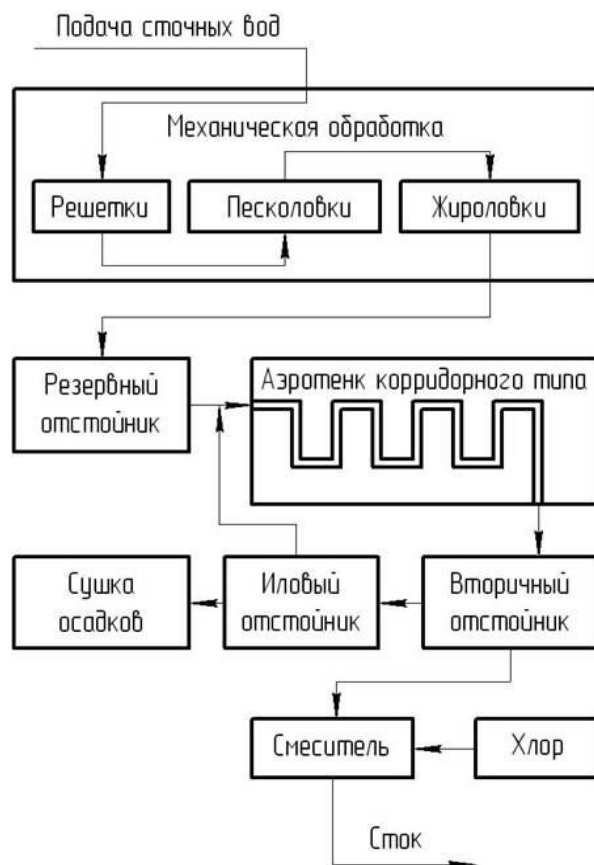 Подача сточных вод
Механическая обработка
Решетки
Песколовки
Жироловки
Резервный
отстойник
Аэротенк корридорного типа
Сушка
осадков
Иловый
отстойник
Вторичный
отстойник
Смеситель
Хлор
Сток